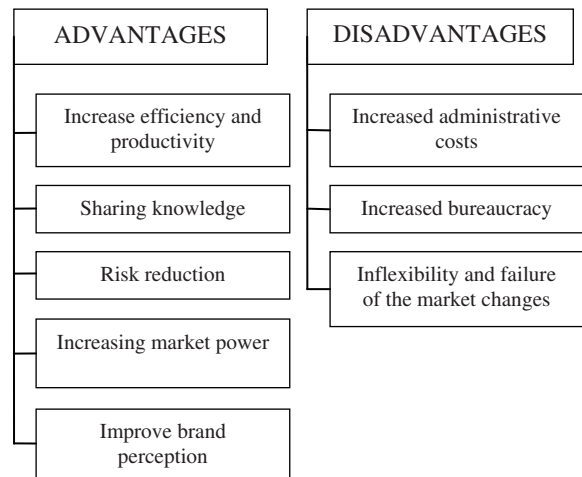 ADVANTAGES
Increase efficiency and
productivity
Sharing knowledge
Risk reduction
Increasing market power
Improve brand
perception
DISADVANTAGES
Increased administrative
costs
Increased bureaucracy
Inflexibility and failure
of the market changes